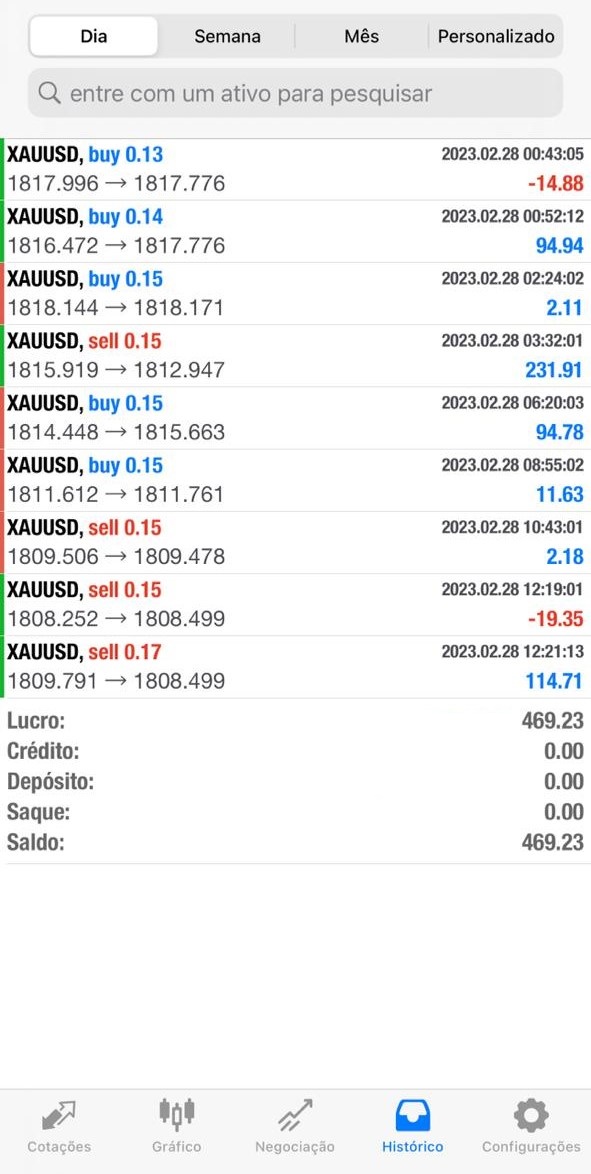 Dia Semana Mês Personalizado
entre com um ativo para pesquisar
XAUUSD, buy 0.13 2023.02.28 00:43:05
1817.996 → 1817.776 -14.88
XAUUSD, buy 0.14 2023.02.28 00:52:12
1816.472 → 1817.776 94.94
XAUUSD, buy 0.15 2023.02.28 02:24:02
1818.144 → 1818.171 2.11
XAUUSD, sell 0.15 2023.02.28 03:32:01
1815.919 → 1812.947 231.91
XAUUSD, buy 0.15 2023.02.28 06:20:03
1814.448 → 1815.663 94.78
XAUUSD, buy 0.15 2023.02.28 08:55:02
1811.612 → 1811.761 11.63
XAUUSD, sell 0.15 2023.02.28 10:43:01
1809.506 → 1809.478 2.18
XAUUSD, sell 0.15 2023.02.28 12:19:01
1808.252 → 1808.499 -19.35
XAUUSD, sell 0.17 2023.02.28 12:21:13
1809.791 → 1808.499 114.71
Lucro: 469.23
Crédito: 0.00
Depósito: 0.00
Saque: 0.00
Saldo: 469.23
Cotações Gráfico Negociação Histórico Configurações